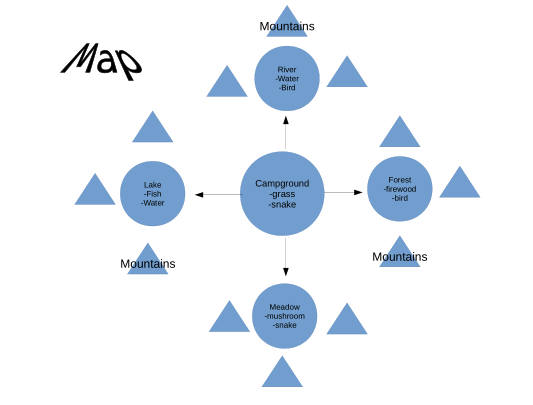 Map
Mountains
River
-Water
-Bird
Lake
-Fish
-Water
Campground
-grass
-snake
Forest
-firewood
-bird
Mountains
Mountains
Meadow
-mushroom
-snake